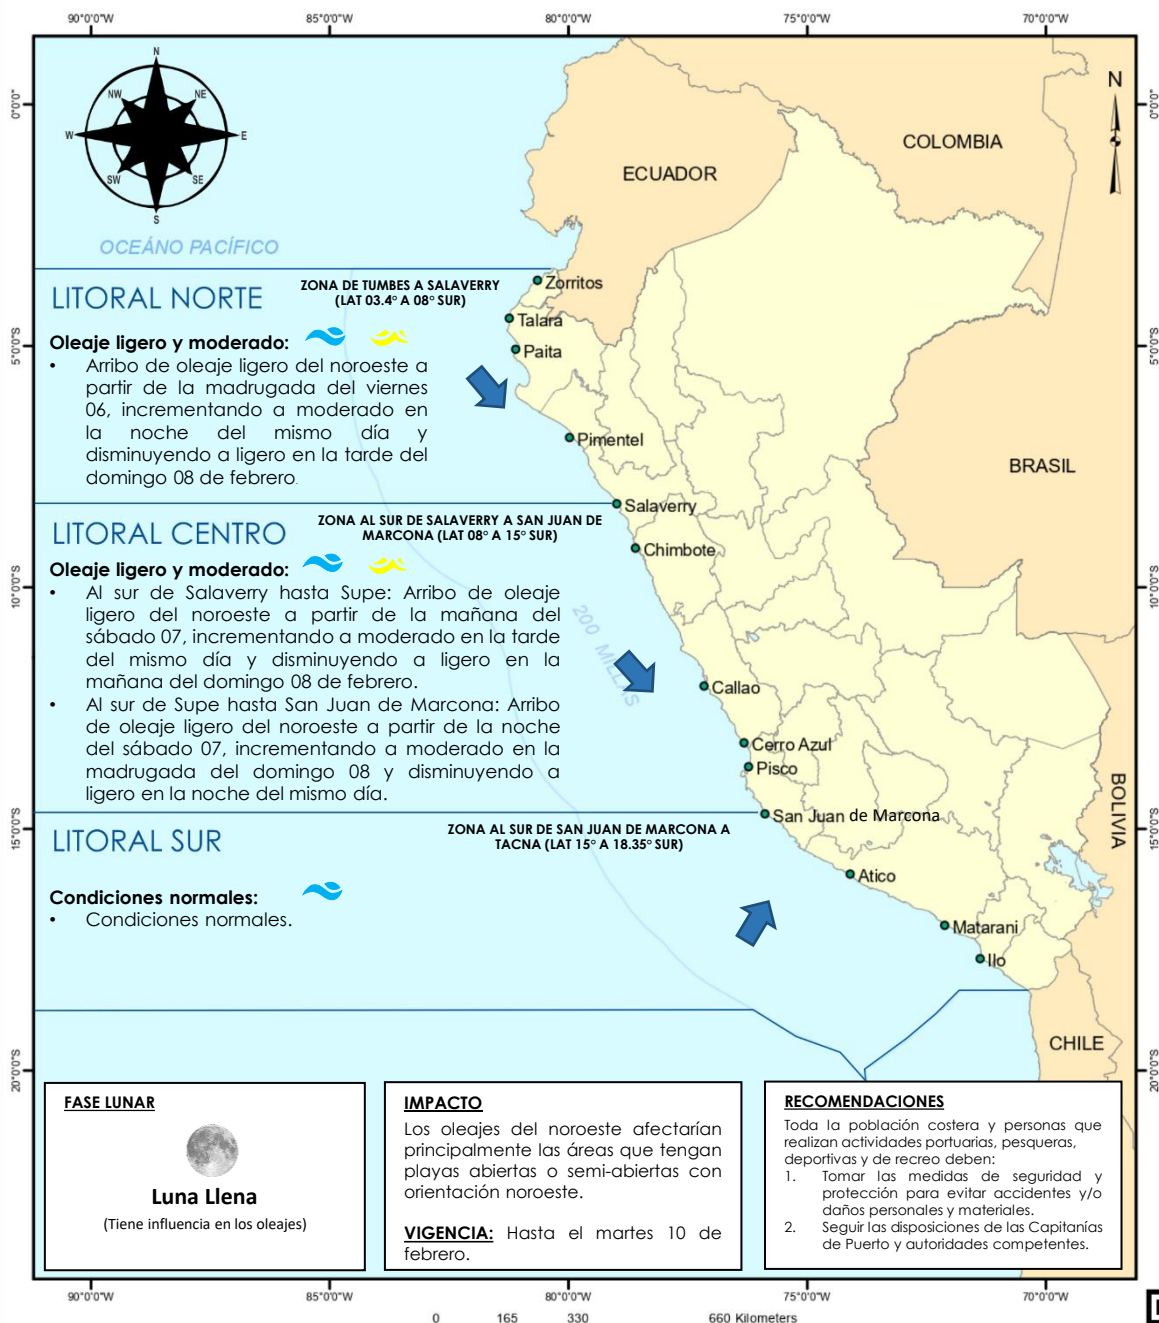 90°0'0"W 85°0'0"W 80°0'0"W 75°0'0"W 70°0'0"W
N
NW NE
W E
SW SE
S
N
0°0'0" 0°0'0"
COLOMBIA
ECUADOR
OCEÁNO PACÍFICO
LITORAL NORTE
ZONA DE TUMBES A SALAVERRY
(LAT 03.4° A 08° SUR)
Zorritos
Talara
Paita
5°0'0"S 5°0'0"S
Oleaje ligero y moderado:
• Arribo de oleaje ligero del noroeste a
partir de la madrugada del viernes
06, incrementando a moderado en
la noche del mismo día y
disminuyendo a ligero en la tarde del
domingo 08 de febrero.
Pimentel
BRASIL
Salaverry
LITORAL CENTRO
ZONA AL SUR DE SALAVERRY A SAN JUAN DE
MARCONA (LAT 08° A 15° SUR)
Chimbote
Oleaje ligero y moderado:
10°0'0"S 10°0'0"S
• Al sur de Salaverry hasta Supe: Arribo de oleaje
ligero del noroeste a partir de la mañana del
sábado 07, incrementando a moderado en la tarde
del mismo día y disminuyendo a ligero en la
mañana del domingo 08 de febrero.
• Al sur de Supe hasta San Juan de Marcona: Arribo
de oleaje ligero del noroeste a partir de la noche
del sábado 07, incrementando a moderado en la
madrugada del domingo 08 y disminuyendo a
ligero en la noche del mismo día.
200 MILLAS
Callao
Cerro Azul
Pisco
San Juan de Marcona
BOLIVIA
15°0'0"S 15°0'0"S
LITORAL SUR
ZONA AL SUR DE SAN JUAN DE MARCONA A
TACNA (LAT 15° A 18.35° SUR)
Atico
Condiciones normales:
• Condiciones normales.
Matarani
Ilo
CHILE
20°0'0"S 20°0'0"S
FASE LUNAR
Luna Llena
(Tiene influencia en los oleajes)
IMPACTO
Los oleajes del noroeste afectarían
principalmente las áreas que tengan
playas abiertas o semi-abiertas con
orientación noroeste.
VIGENCIA: Hasta el martes 10 de
febrero.
RECOMENDACIONES
Toda la población costera y personas que
realizan actividades portuarias, pesqueras,
deportivas y de recreo deben:
1. Tomar las medidas de seguridad y
protección para evitar accidentes y/o
daños personales y materiales.
2. Seguir las disposiciones de las Capitanías
de Puerto y autoridades competentes.
90°0'0"W 85°0'0"W 80°0'0"W 75°0'0"W 70°0'0"W
0 165 330 660 Kilometers